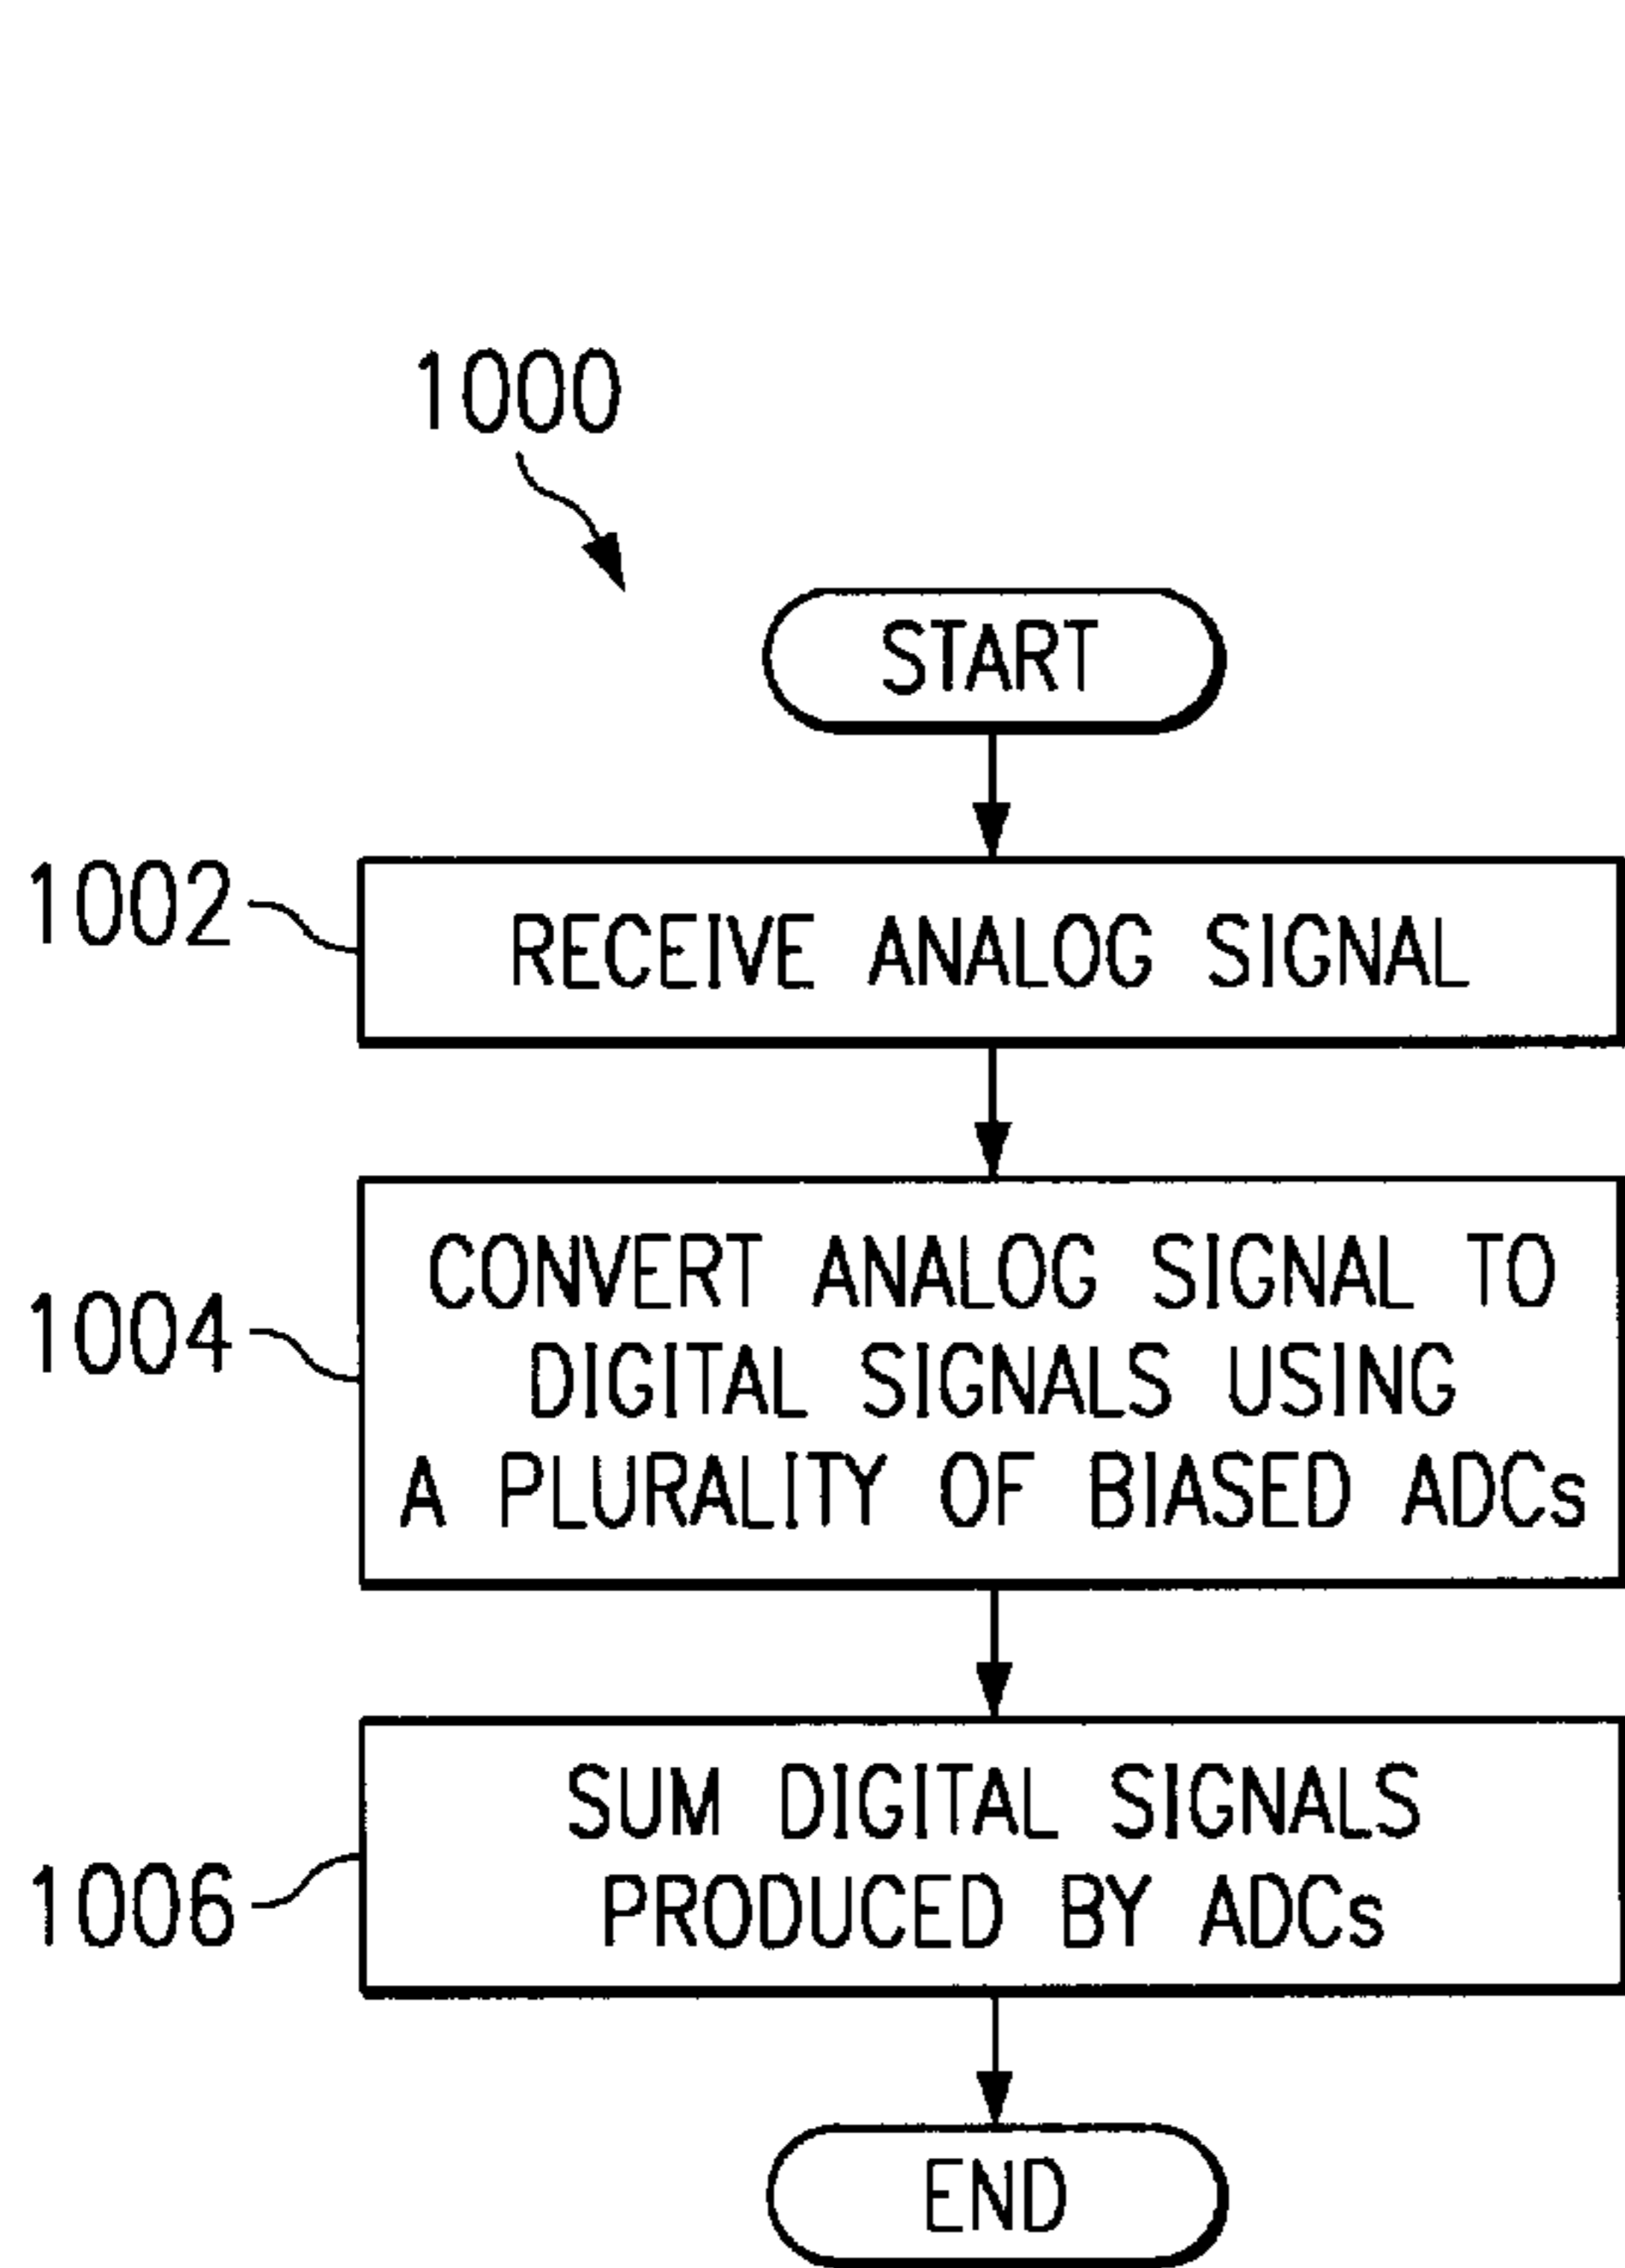 1000
START
1002
RECEIVE ANALOG SIGNAL
1004
CONVERT ANALOG SIGNAL TO
DIGITAL SIGNALS USING
A PLURALITY OF BIASED ADCs
1006
SUM DIGITAL SIGNALS
PRODUCED BY ADCs
END